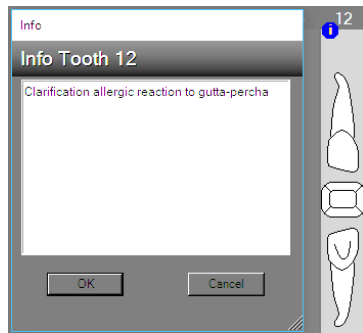 Info
12
i
Info Tooth 12
Clarification allergic reaction to gutta-percha
OK Cancel